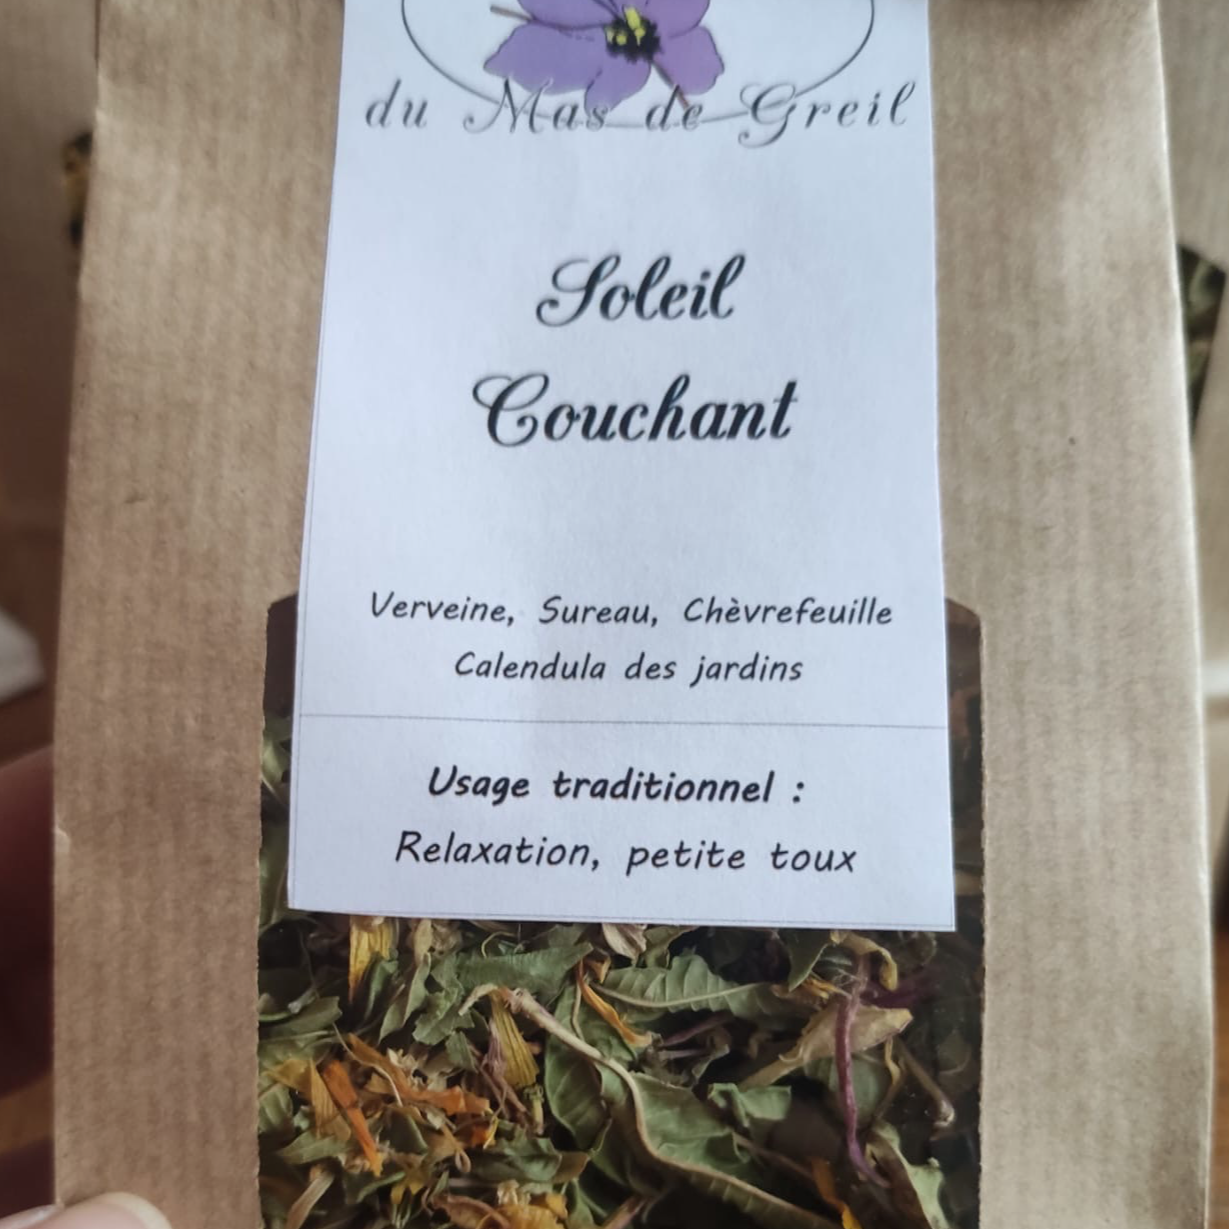 du Mas de Greil
Soleil
Couchant
Verveine, Sureau, Chèvrefeuille
Calendula des jardins
Usage traditionnel :
Relaxation, petite toux